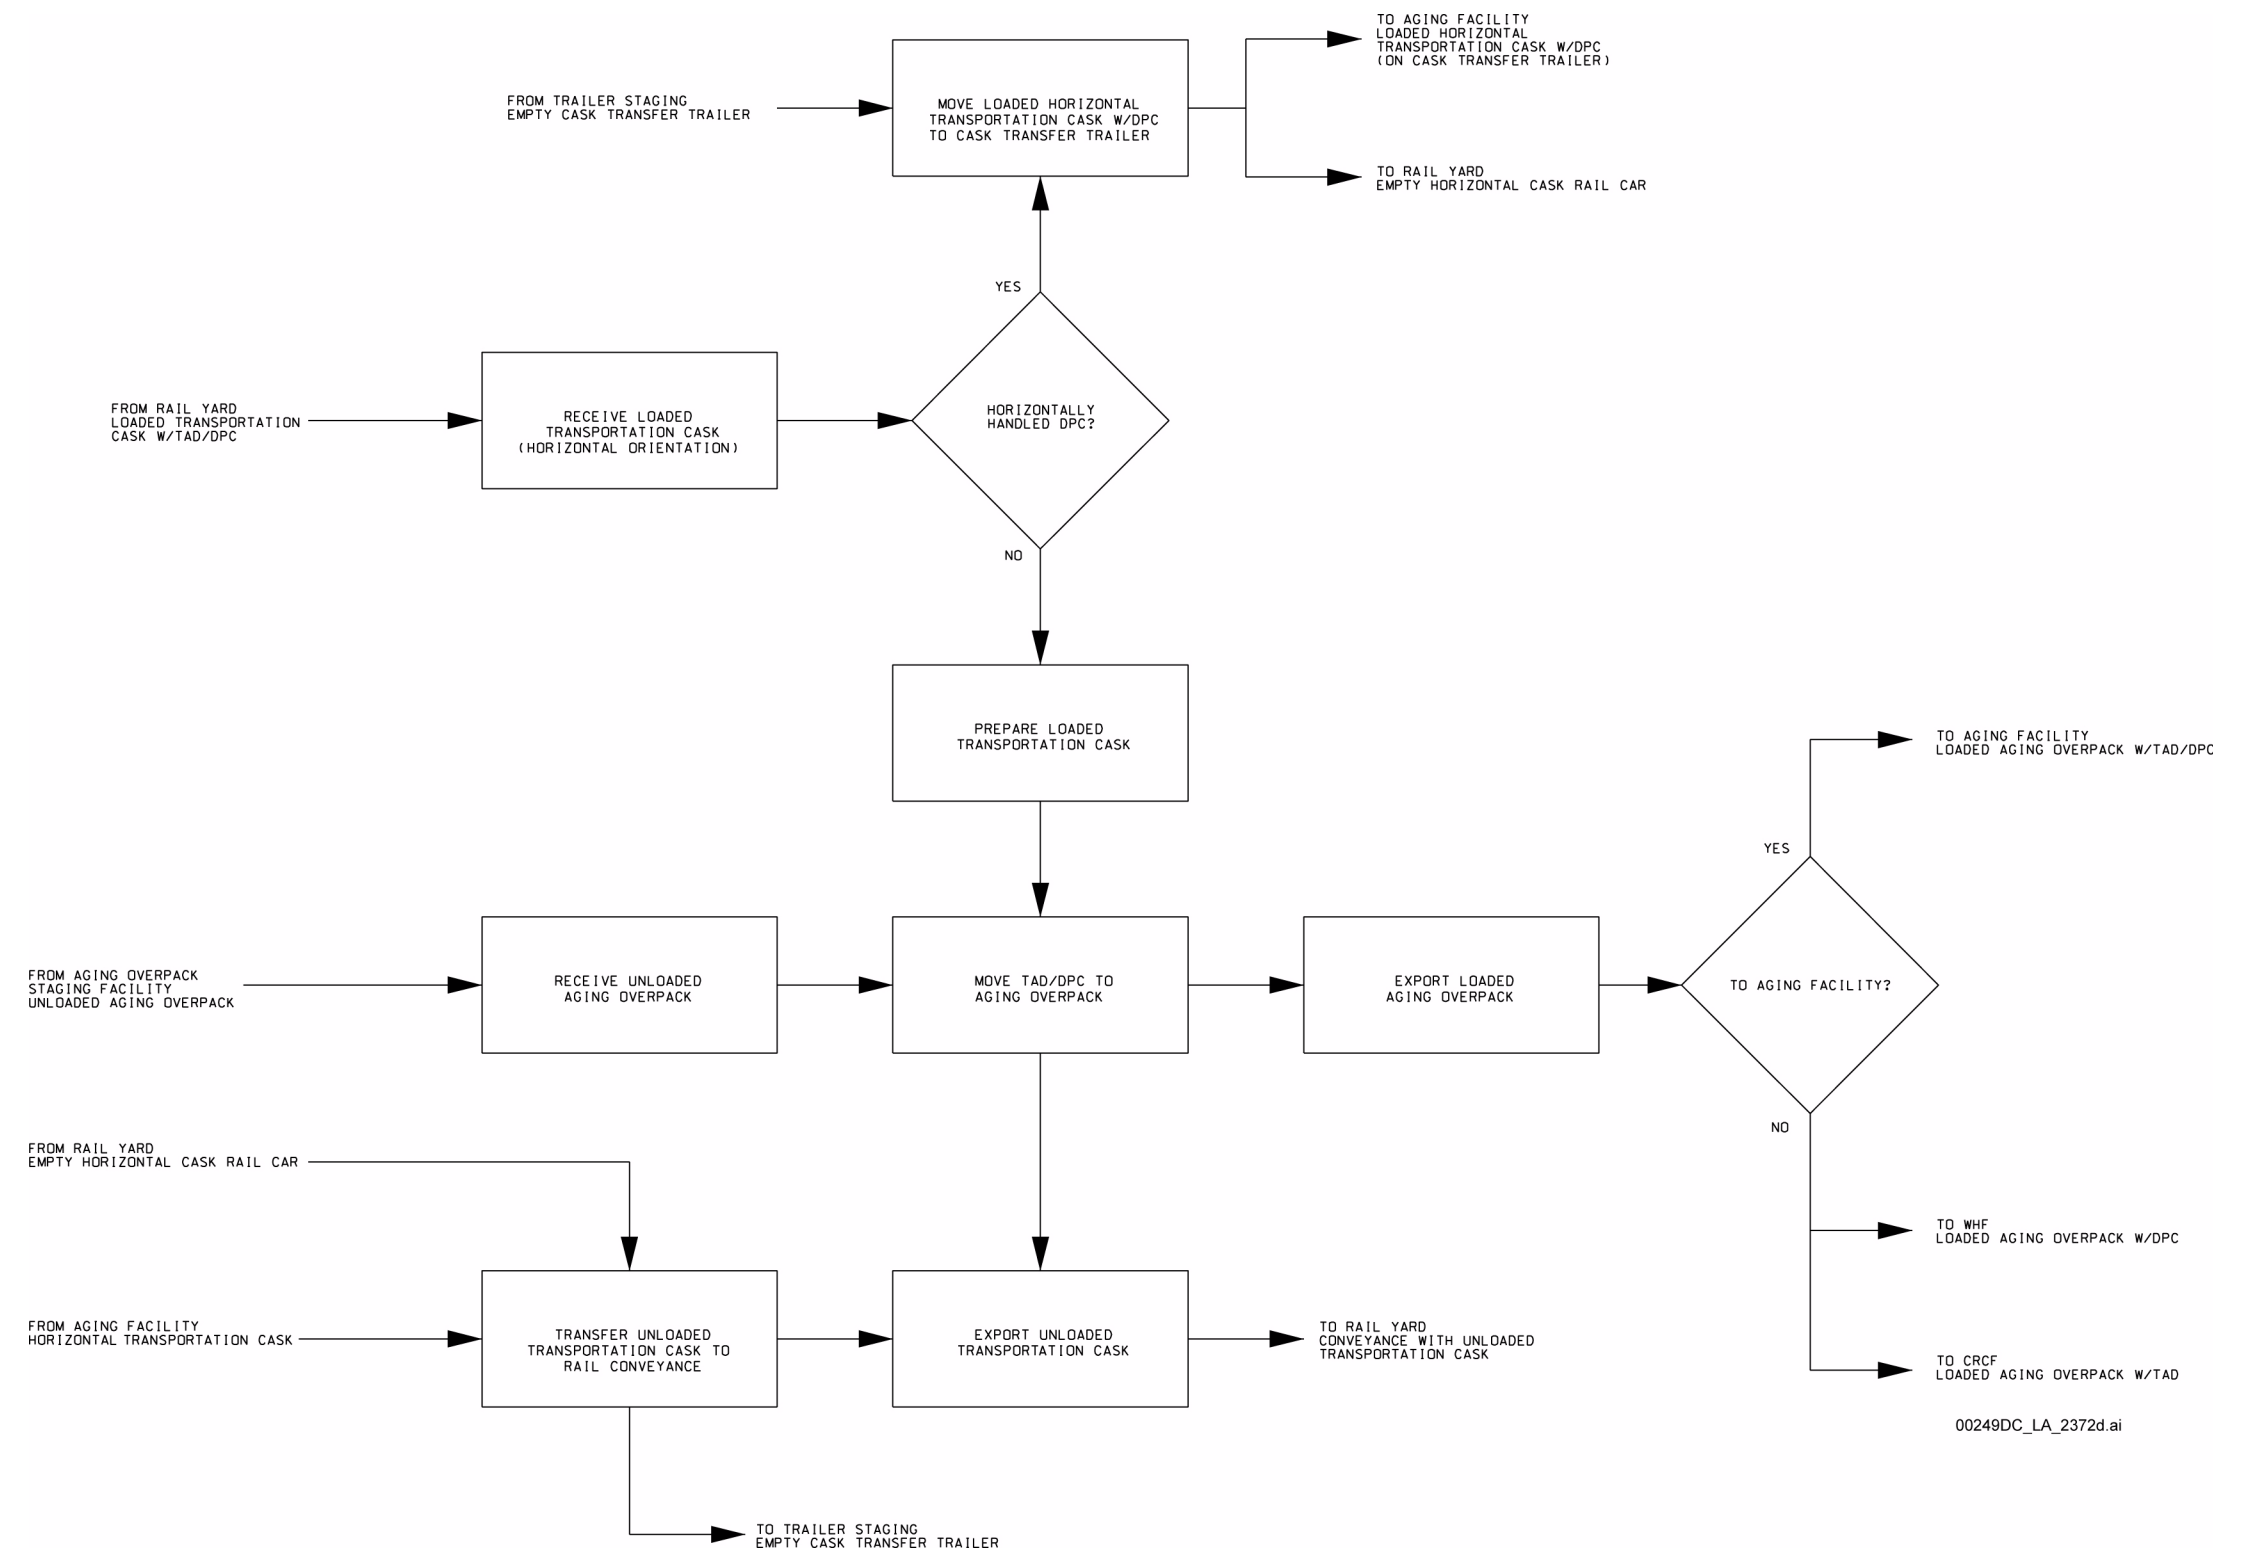 TO AGING FACILITY
LOADED HORIZONTAL
TRANSPORTATION CASK W/DPC
(ON CASK TRANSFER TRAILER)
FROM TRAILER STAGING
EMPTY CASK TRANSFER TRAILER
MOVE LOADED HORIZONTAL
TRANSPORTATION CASK W/DPC
TO CASK TRANSFER TRAILER
TO RAIL YARD
EMPTY HORIZONTAL CASK RAIL CAR
YES
FROM RAIL YARD
LOADED TRANSPORTATION
CASK W/TAD/DPC
RECEIVE LOADED
TRANSPORTATION CASK
(HORIZONTAL ORIENTATION)
HORIZONTALLY
HANDLED DPC?
NO
PREPARE LOADED
TRANSPORTATION CASK
TO AGING FACILITY
LOADED AGING OVERPACK W/TAD/DPC
YES
FROM AGING OVERPACK
STAGING FACILITY
UNLOADED AGING OVERPACK
RECEIVE UNLOADED
AGING OVERPACK
MOVE TAD/DPC TO
AGING OVERPACK
EXPORT LOADED
AGING OVERPACK
TO AGING FACILITY?
NO
FROM RAIL YARD
EMPTY HORIZONTAL CASK RAIL CAR
TO WHF
LOADED AGING OVERPACK W/DPC
FROM AGING FACILITY
HORIZONTAL TRANSPORTATION CASK
TRANSFER UNLOADED
TRANSPORTATION CASK TO
RAIL CONVEYANCE
EXPORT UNLOADED
TRANSPORTATION CASK
TO RAIL YARD
CONVEYANCE WITH UNLOADED
TRANSPORTATION CASK
TO CRCF
LOADED AGING OVERPACK W/TAD
00249DC_LA_2372d.ai
TO TRAILER STAGING
EMPTY CASK TRANSFER TRAILER